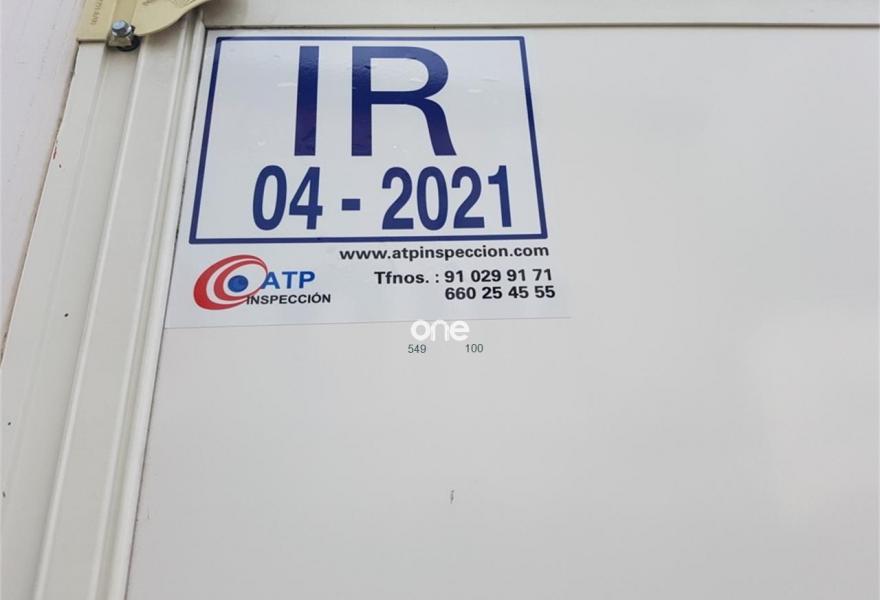 IR
04 - 2021
www.atpinspeccion.com
ATP
INSPECCIÓN
Tfnos. : 91 029 91 71
660 25 45 55
one
549 100